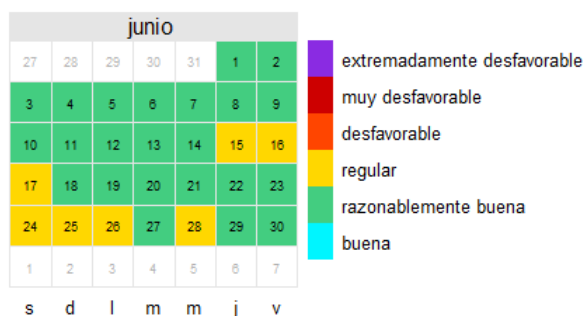 junio
27 28 29 30 31 1 2
3 4 5 6 7 8 9
10 11 12 13 14 15 16
17 18 19 20 21 22 23
24 25 26 27 28 29 30
1 2 3 4 5 6 7
s d l m m j v
extremadamente desfavorable
muy desfavorable
desfavorable
regular
razonablemente buena
buena